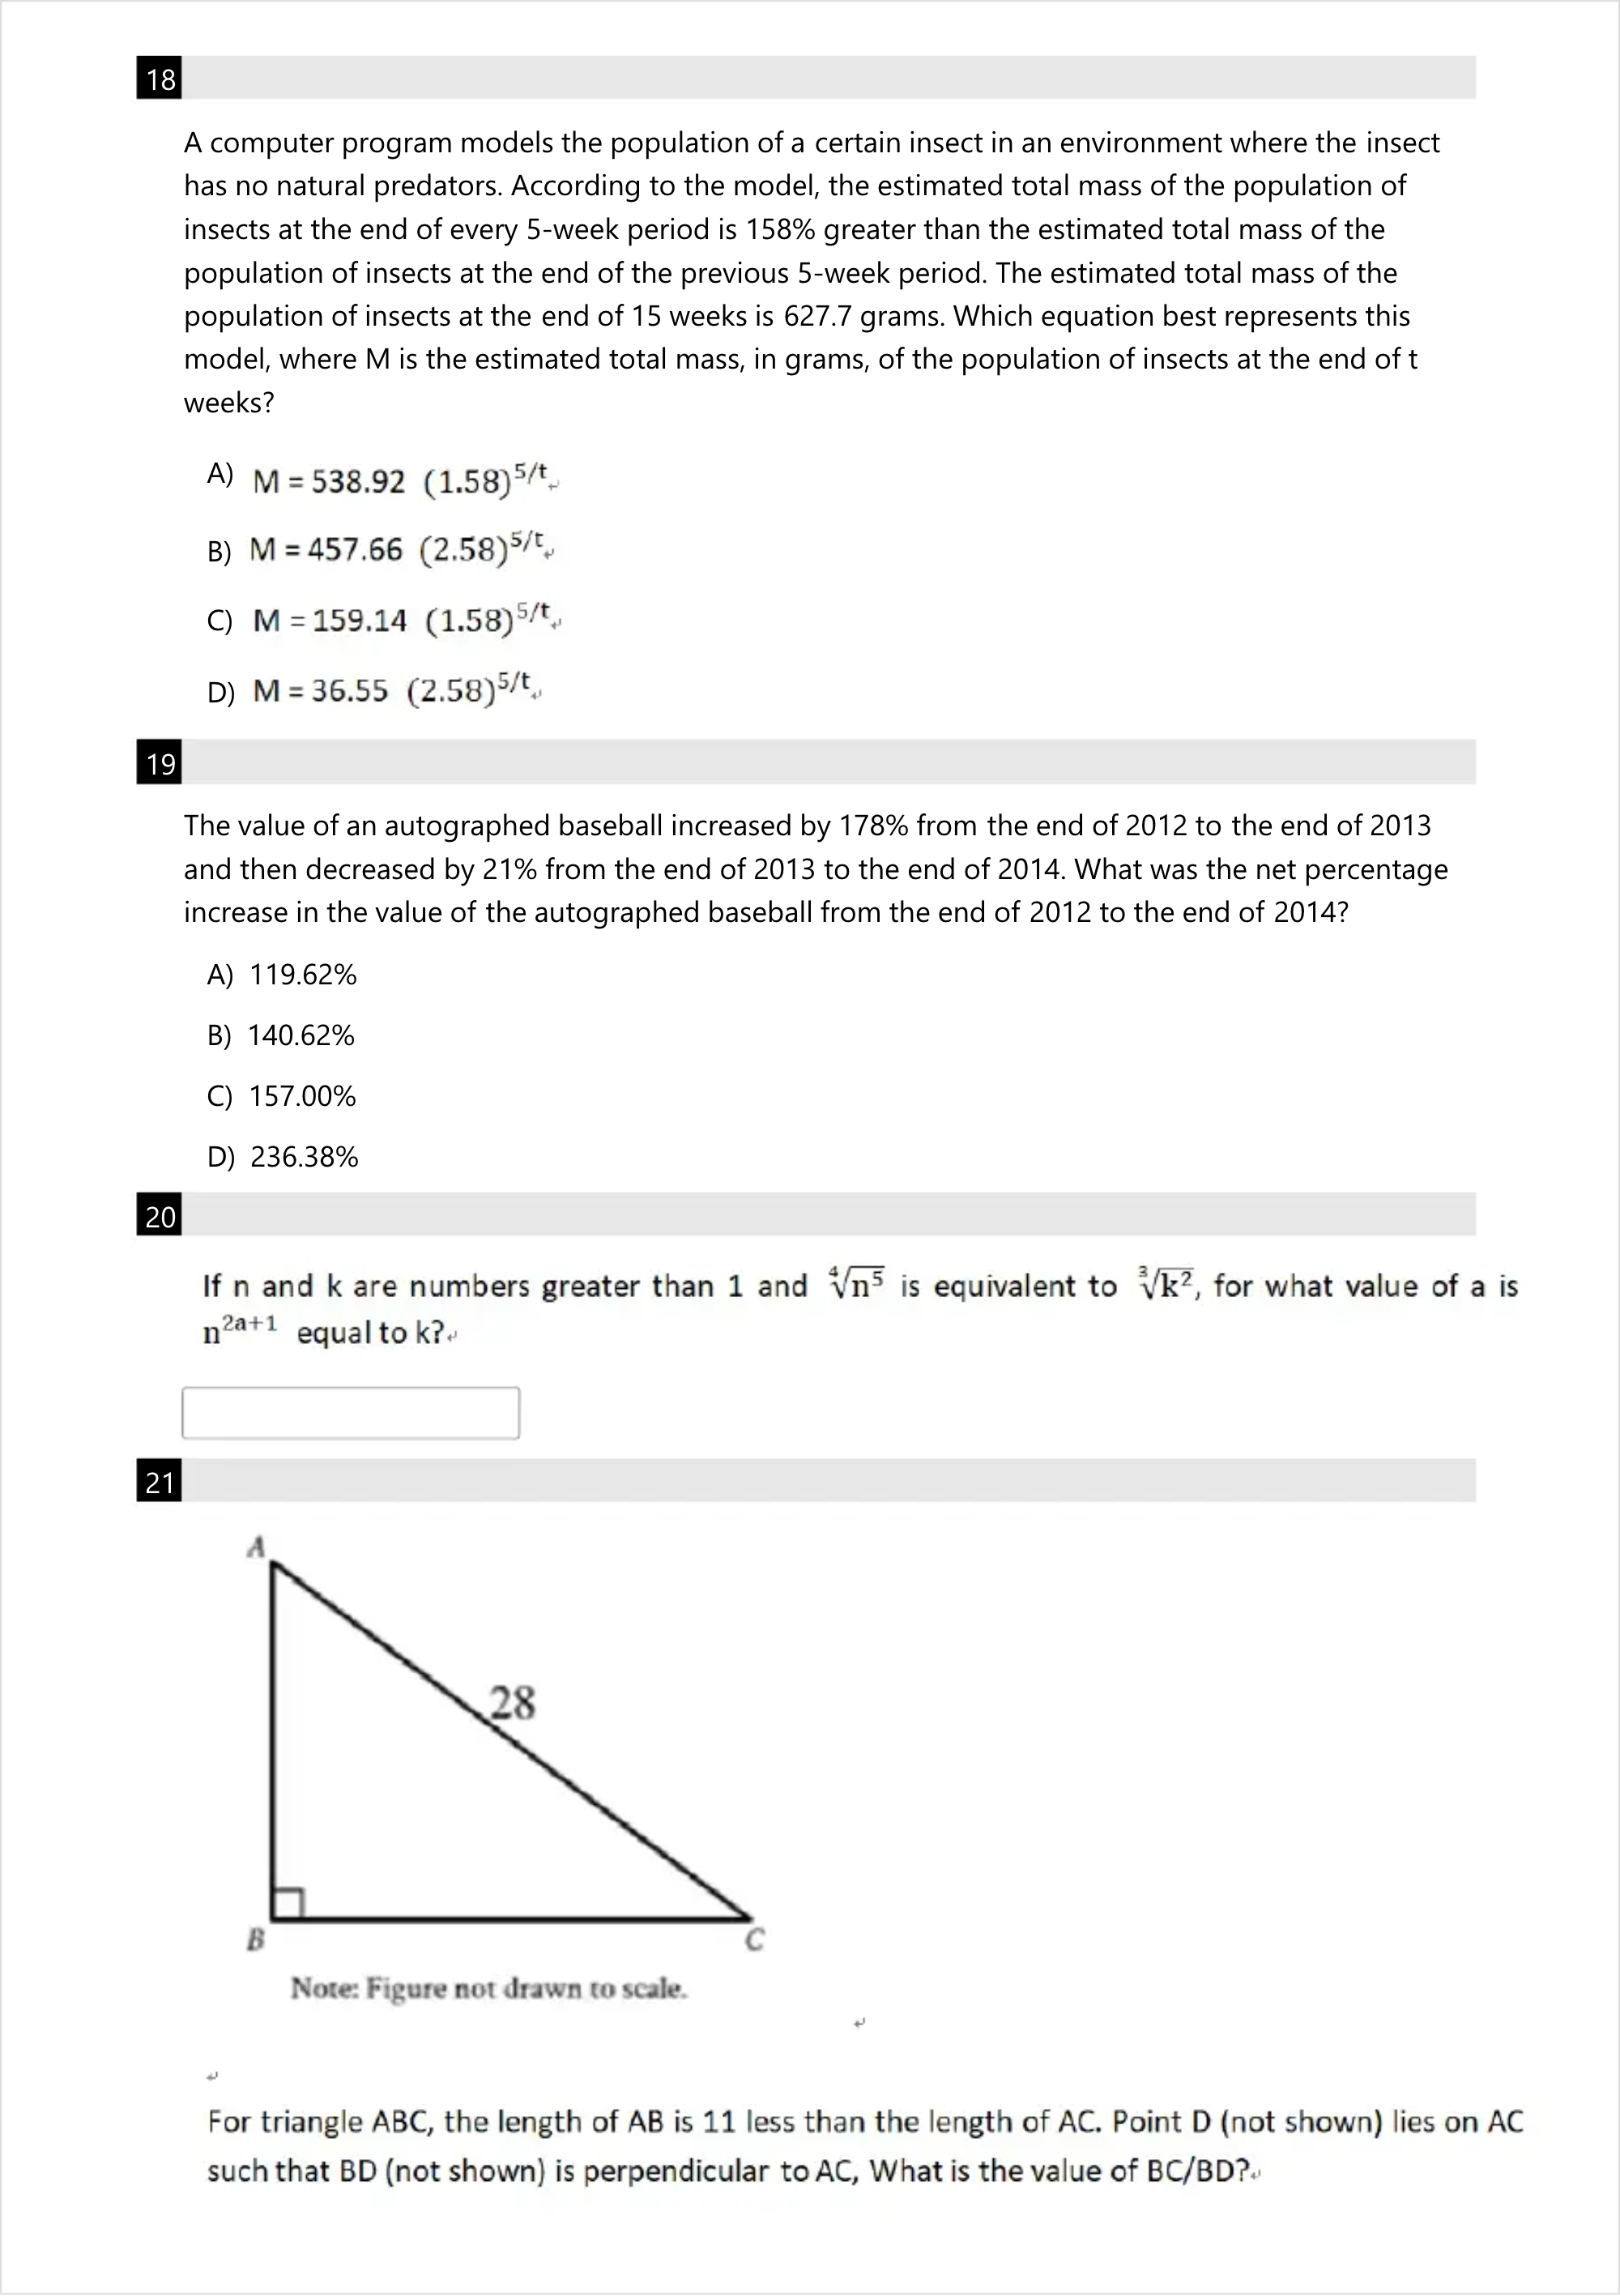 18
A computer program models the population of a certain insect in an environment where the insect
has no natural predators. According to the model, the estimated total mass of the population of
insects at the end of every 5-week period is 158% greater than the estimated total mass of the
population of insects at the end of the previous 5-week period. The estimated total mass of the
population of insects at the end of 15 weeks is 627.7 grams. Which equation best represents this
model, where M is the estimated total mass, in grams, of the population of insects at the end of t
weeks?
A) M = 538.92 (1.58)^{5/t}
B) M = 457.66 (2.58)^{5/t}
C) M = 159.14 (1.58)^{5/t}
D) M = 36.55 (2.58)^{5/t}
19
The value of an autographed baseball increased by 178% from the end of 2012 to the end of 2013
and then decreased by 21% from the end of 2013 to the end of 2014. What was the net percentage
increase in the value of the autographed baseball from the end of 2012 to the end of 2014?
A) 119.62%
B) 140.62%
C) 157.00%
D) 236.38%
20
If n and k are numbers greater than 1 and ∜n⁵ is equivalent to ∛k², for what value of a is
n^{2a+1} equal to k?
21
A
28
B
C
Note: Figure not drawn to scale.
For triangle ABC, the length of AB is 11 less than the length of AC. Point D (not shown) lies on AC
such that BD (not shown) is perpendicular to AC, What is the value of BC/BD?